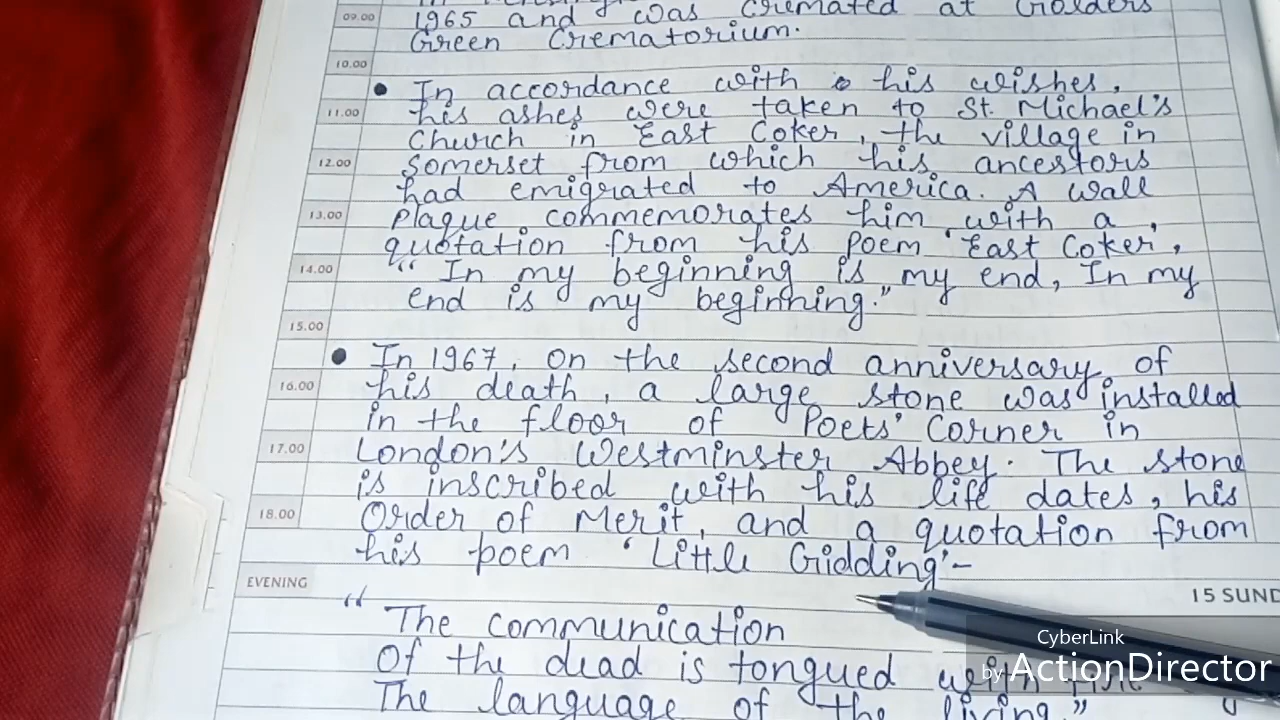 09.00
1965 and was cremated at Golders
Green Crematorium.
10.00
• In accordance with his wishes,
11.00
his ashes were taken to St. Michael's
Church in East Coker, the village in
12.00
Somerset from which his ancestors
had emigrated to America. A wall
13.00
Plaque commemorates him with a
quotation from his poem 'East Coker',
14.00
"In my beginning is my end, In my
end is my beginning."
15.00
• In 1967, on the second anniversary of
16.00
his death, a large stone was installed
in the floor of Poets' Corner in
17.00
London's Westminster Abbey. The stone
is inscribed with his life dates, his
18.00
Order of Merit, and a quotation from
his poem 'Little Gidding'-
EVENING
15 SUND
"The communication
Of the dead is tongued with
The language of the living."
CyberLink
by ActionDirector